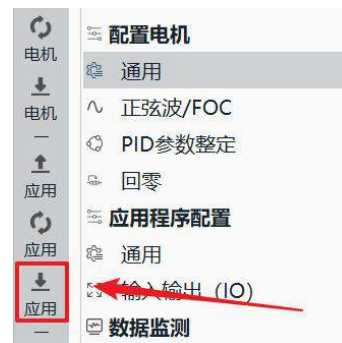 电机
电机
应用
应用
应用
配置电机
通用
正弦波/FOC
PID参数整定
回零
应用程序配置
通用
输入输出（IO）
数据监测